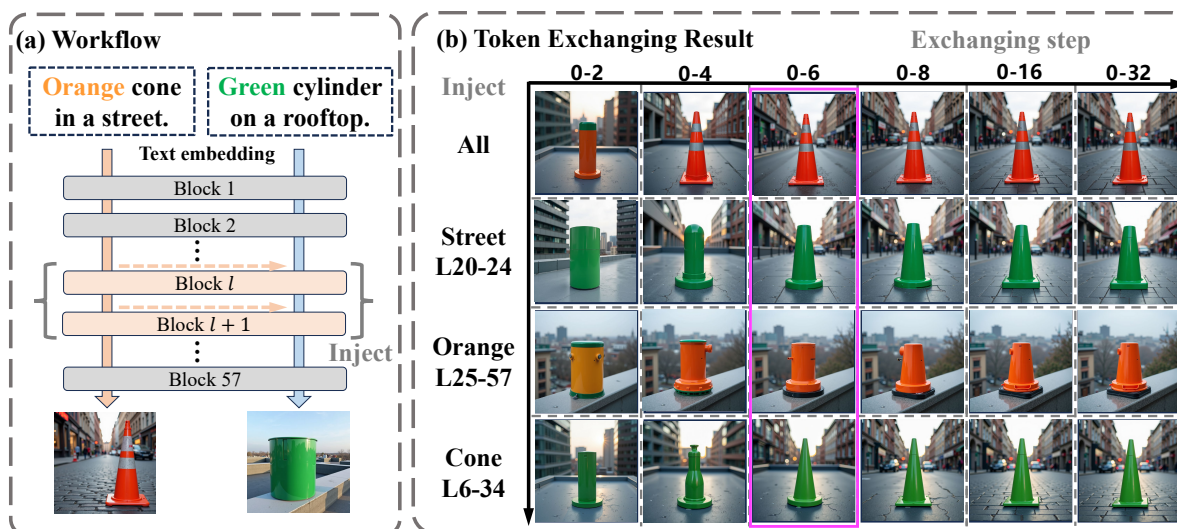 (a) Workflow
Orange cone
in a street.
Green cylinder
on a rooftop.
Text embedding
Block 1
Block 2
Block l
Block l + 1
Inject
Block 57
(b) Token Exchanging Result
Exchanging step
Inject
0-2
0-4
0-6
0-8
0-16
0-32
All
Street
L20-24
Orange
L25-57
Cone
L6-34